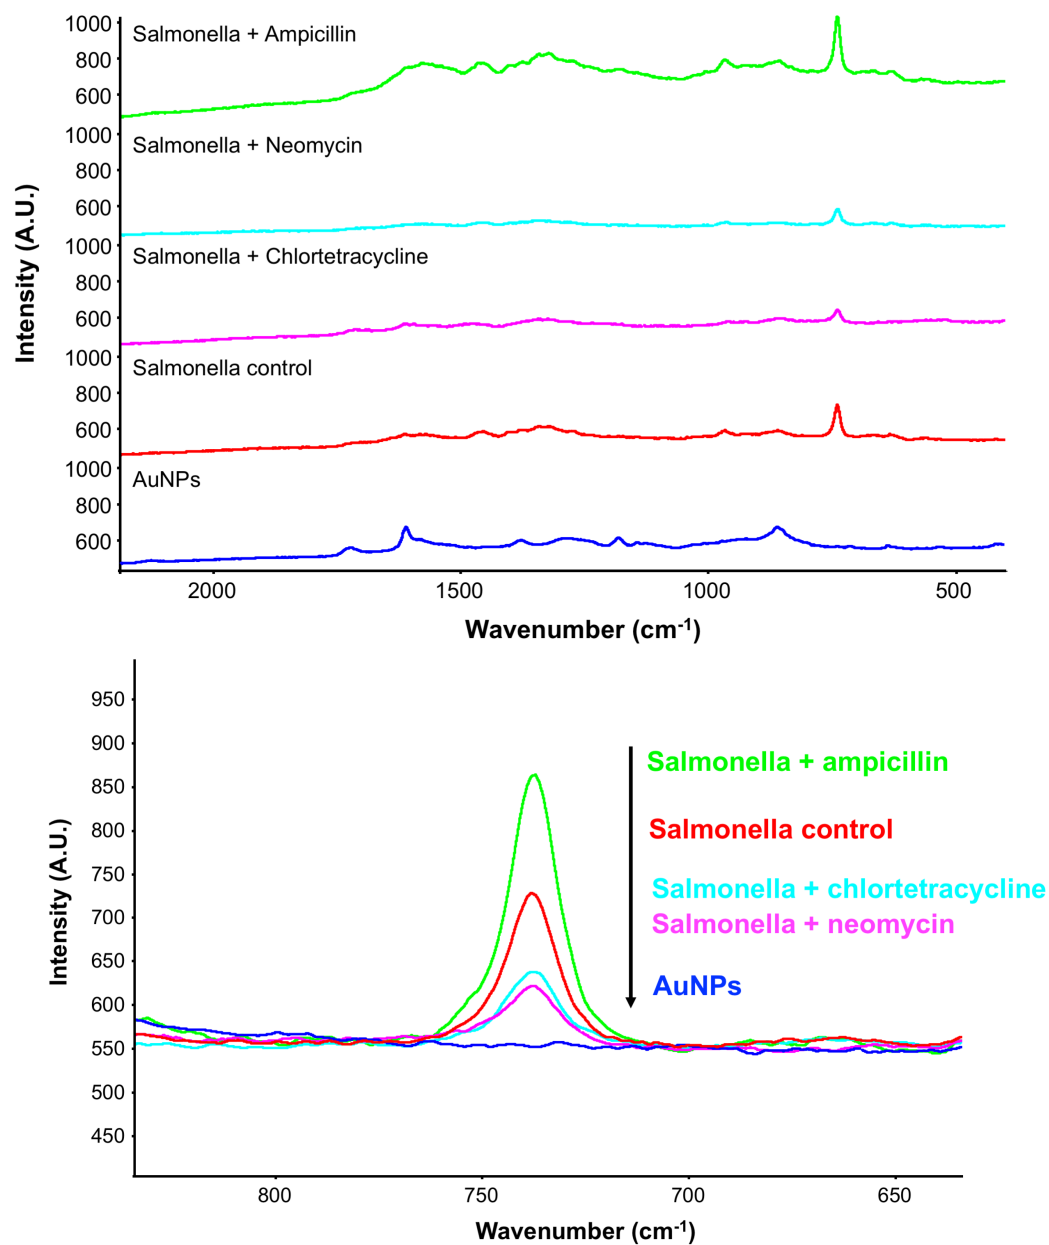 1000
Salmonella + Ampicillin
800
600
1000
Salmonella + Neomycin
800
600
1000
Salmonella + Chlortetracycline
800
600
1000
Salmonella control
800
600
1000
AuNPs
800
600
Intensity (A.U.)
2000 1500 1000 500
Wavenumber (cm-1)
950
900
850
800
750
700
650
600
550
500
450
Intensity (A.U.)
Salmonella + ampicillin
Salmonella control
Salmonella + chlortetracycline
Salmonella + neomycin
AuNPs
800 750 700 650
Wavenumber (cm-1)